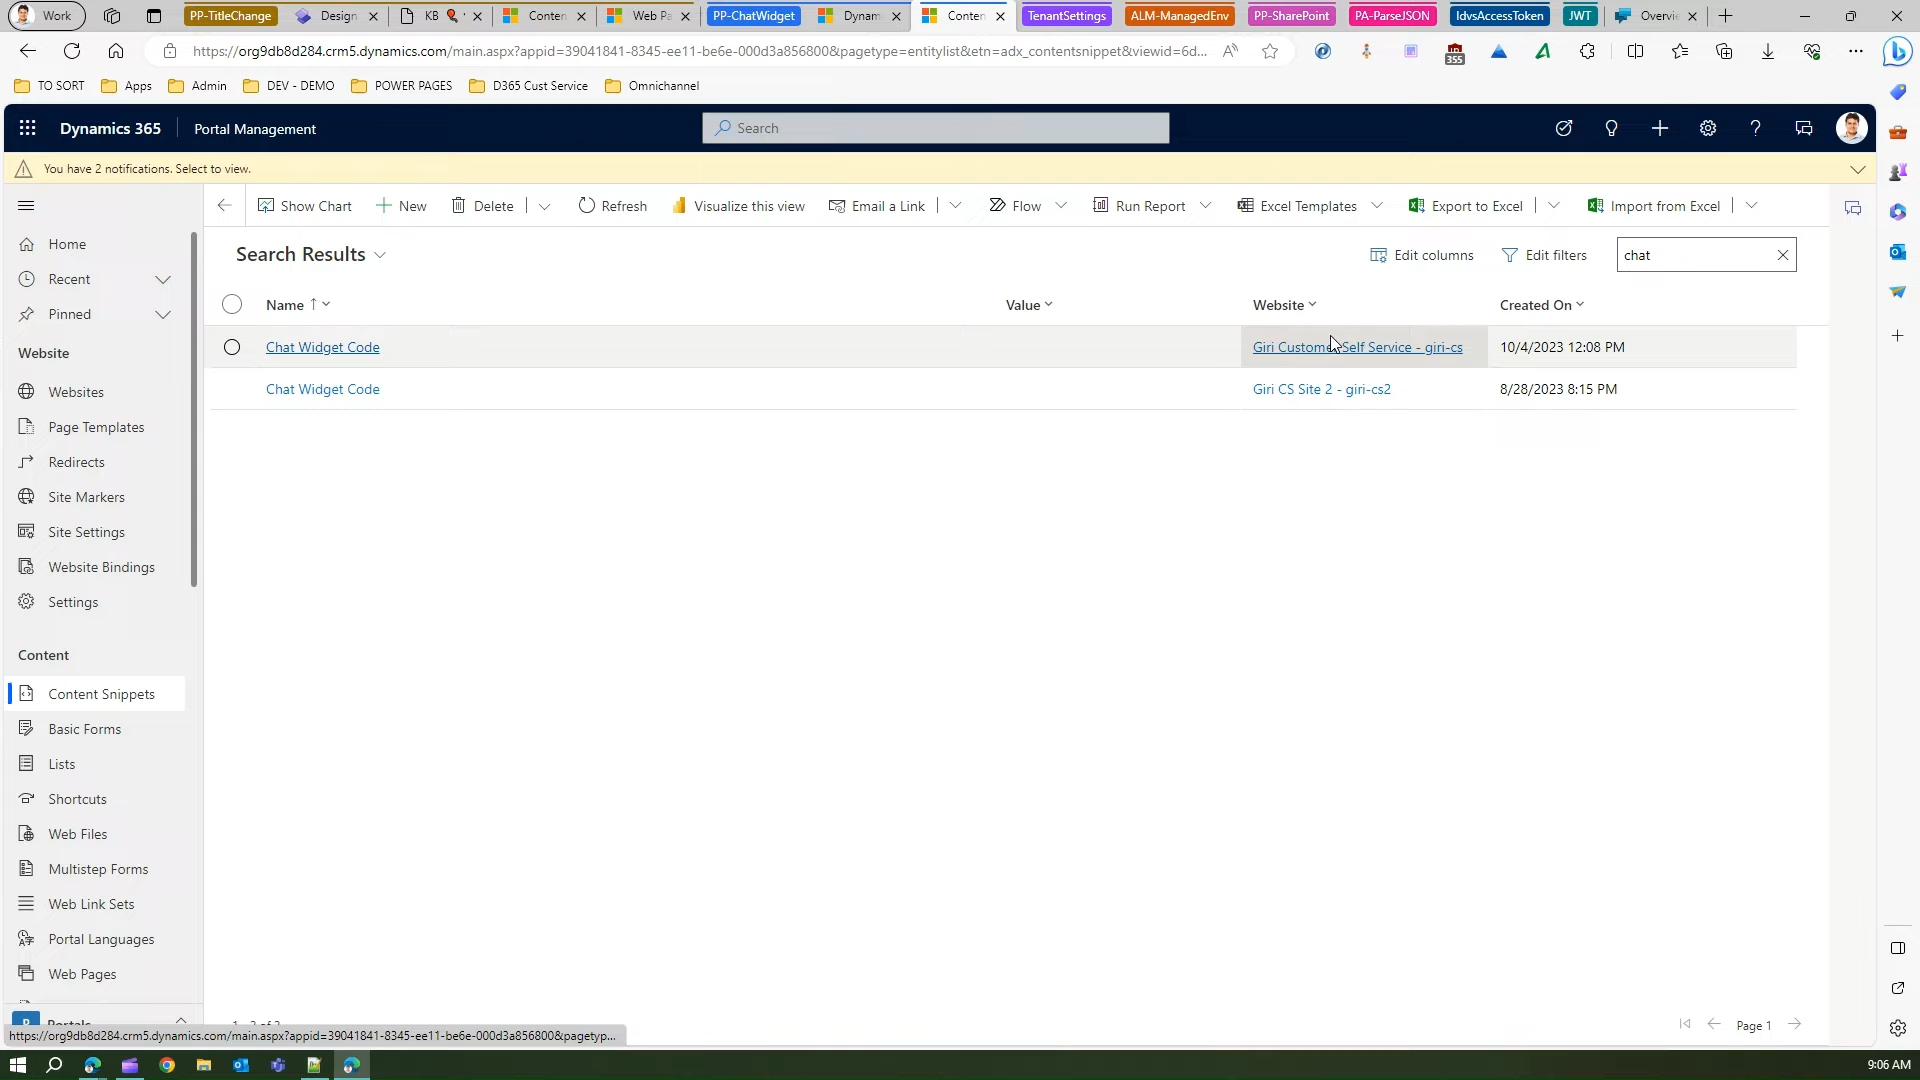 Work
PP-TitleChange
Design
KB
Conten
Web Pa
PP-ChatWidget
Dynam
Conten
TenantSettings
ALM-ManagedEnv
PP-SharePoint
PA-ParseJSON
IdvsAccessToken
JWT
Overvie
https://org9db8d284.crm5.dynamics.com/main.aspx?appid=39041841-8345-ee11-be6e-000d3a856800&pagetype=entitylist&etn=adx_contentsnippet&viewid=6d...
355
TO SORT
Apps
Admin
DEV - DEMO
POWER PAGES
D365 Cust Service
Omnichannel
Dynamics 365
Portal Management
Search
You have 2 notifications. Select to view.
Show Chart
New
Delete
Refresh
Visualize this view
Email a Link
Flow
Run Report
Excel Templates
Export to Excel
Import from Excel
Home
Recent
Pinned
Website
Websites
Page Templates
Redirects
Site Markers
Site Settings
Website Bindings
Settings
Content
Content Snippets
Basic Forms
Lists
Shortcuts
Web Files
Multistep Forms
Web Link Sets
Portal Languages
Web Pages
Search Results
Edit columns
Edit filters
chat
Name
Value
Website
Created On
Chat Widget Code
Giri Customer Self Service - giri-cs
10/4/2023 12:08 PM
Chat Widget Code
Giri CS Site 2 - giri-cs2
8/28/2023 8:15 PM
Page 1
https://org9db8d284.crm5.dynamics.com/main.aspx?appid=39041841-8345-ee11-be6e-000d3a856800&pagetyp...
9:06 AM